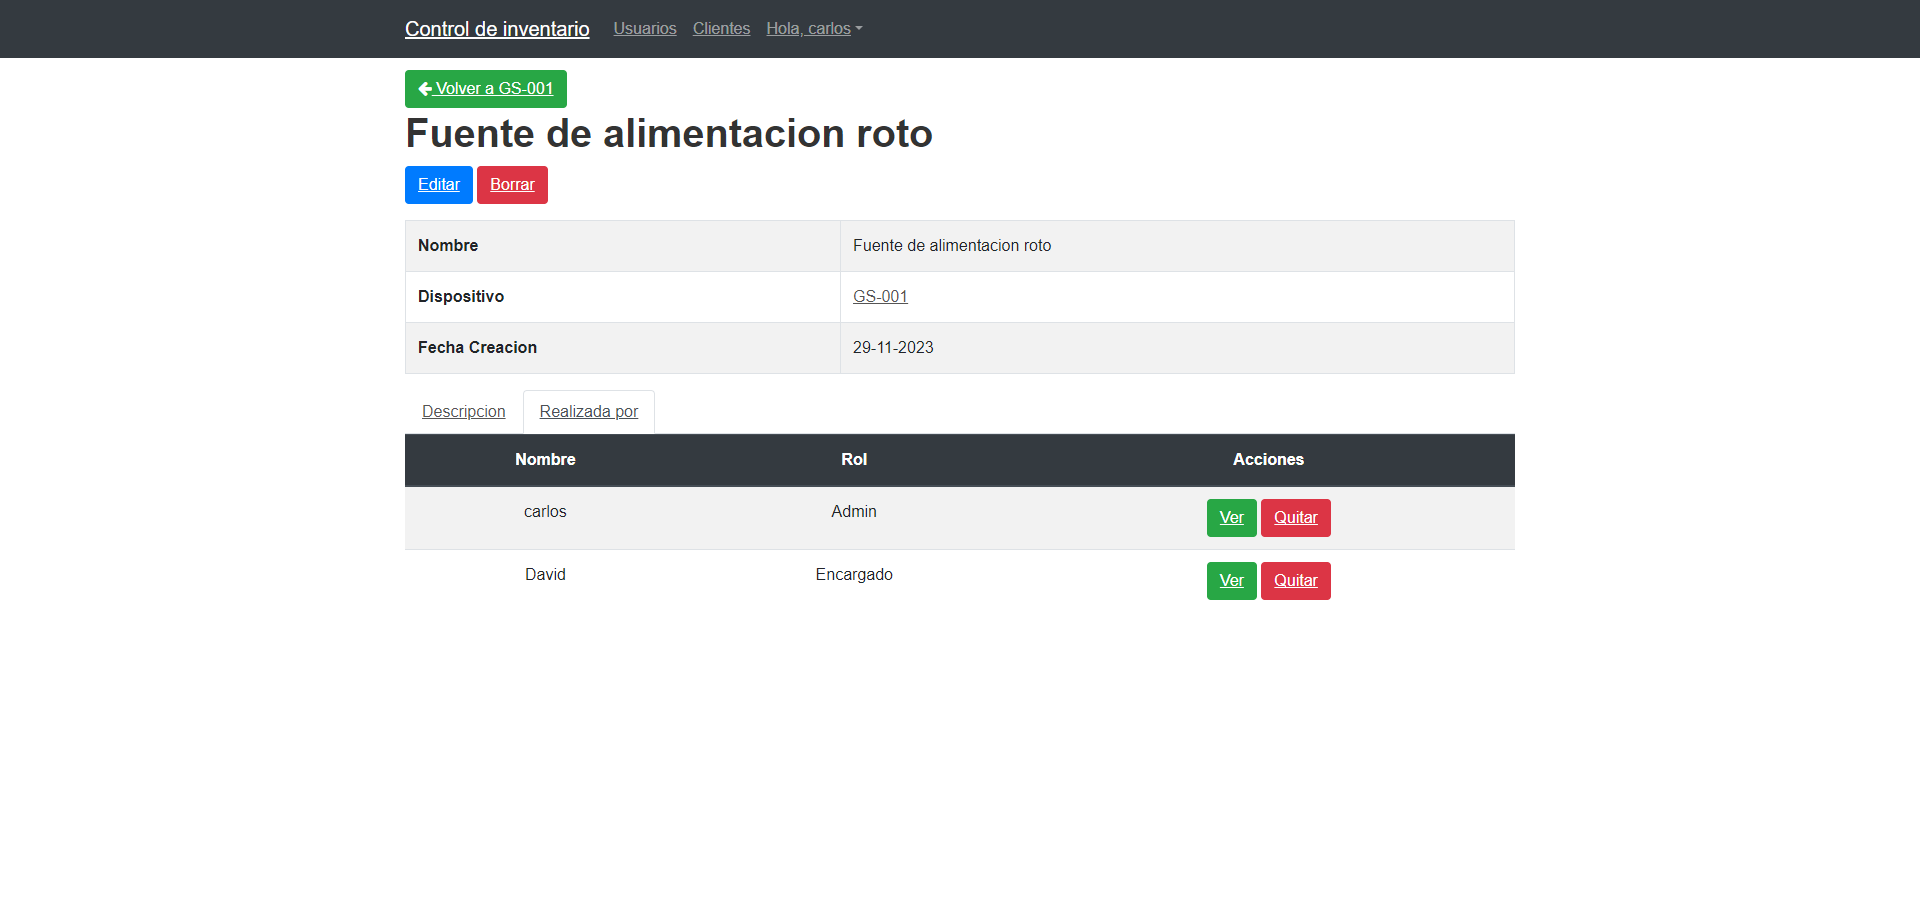 Control de inventario Usuarios Clientes Hola, carlos
Volver a GS-001
Fuente de alimentacion roto
Editar Borrar
Nombre Fuente de alimentacion roto
Dispositivo GS-001
Fecha Creacion 29-11-2023
Descripcion Realizada por
Nombre Rol Acciones
carlos Admin Ver Quitar
David Encargado Ver Quitar